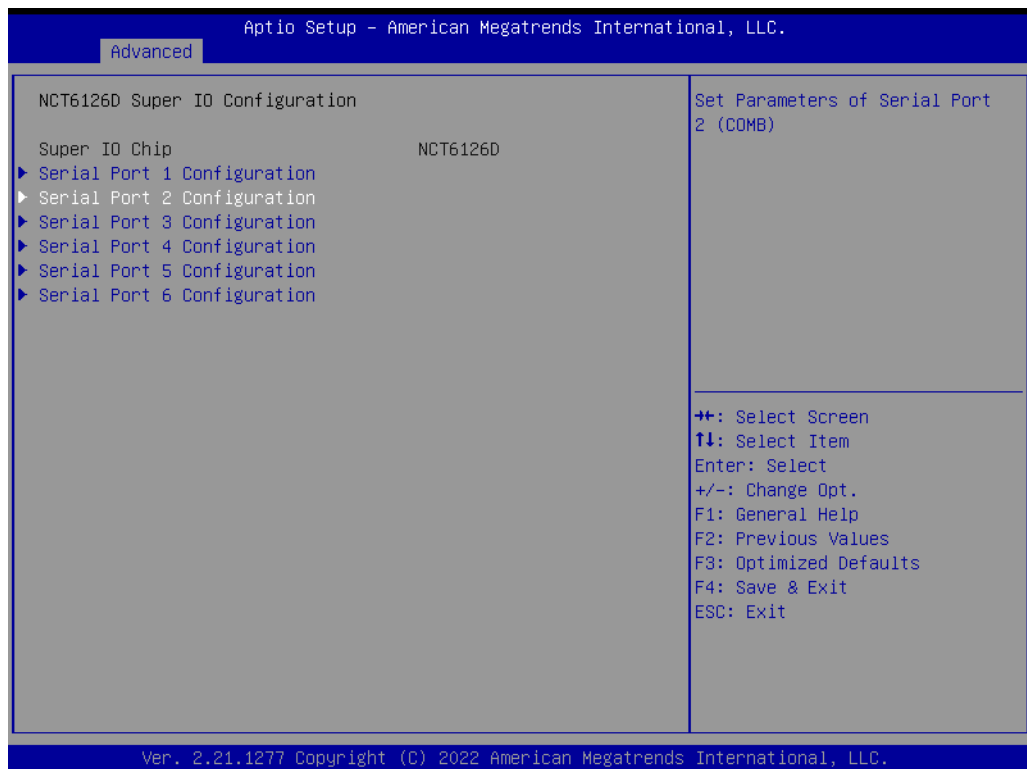 Aptio Setup – American Megatrends International, LLC.
Advanced
NCT6126D Super IO Configuration
Super IO Chip NCT6126D
Serial Port 1 Configuration
Serial Port 2 Configuration
Serial Port 3 Configuration
Serial Port 4 Configuration
Serial Port 5 Configuration
Serial Port 6 Configuration
Set Parameters of Serial Port
2 (COMB)
→←: Select Screen
↑↓: Select Item
Enter: Select
+/-: Change Opt.
F1: General Help
F2: Previous Values
F3: Optimized Defaults
F4: Save & Exit
ESC: Exit
Ver. 2.21.1277 Copyright (C) 2022 American Megatrends International, LLC.